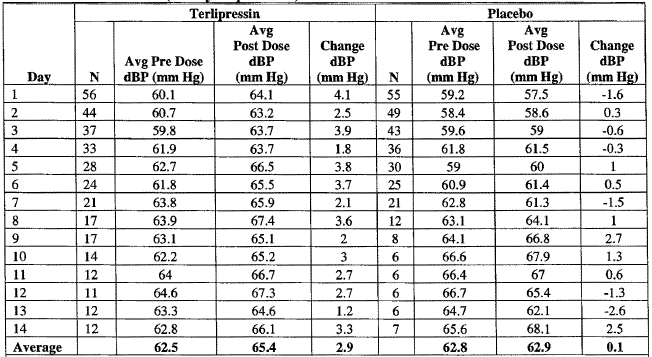 Terlipressin Placebo
Avg Avg Avg
Avg Pre Dose Post Dose Change Pre Dose Post Dose Change
dBP dBP dBP dBP dBP
Day N dBP (mm Hg) (mm Hg) (mm Hg) N (mm Hg) (mm Hg) (mm Hg)
1 56 60.1 64.1 4.1 55 59.2 57.5 -1.6
2 44 60.7 63.2 2.5 49 58.4 58.6 0.3
3 37 59.8 63.7 3.9 43 59.6 59 -0.6
4 33 61.9 63.7 1.8 36 61.8 61.5 -0.3
5 28 62.7 66.5 3.8 30 59 60 1
6 24 61.8 65.5 3.7 25 60.9 61.4 0.5
7 21 63.8 65.9 2.1 21 62.8 61.3 -1.5
8 17 63.9 67.4 3.6 12 63.1 64.1 1
9 17 63.1 65.1 2 8 64.1 66.8 2.7
10 14 62.2 65.2 3 6 66.6 67.9 1.3
11 12 64 66.7 2.7 6 66.4 67 0.6
12 11 64.6 67.3 2.7 6 66.7 65.4 -1.3
13 12 63.3 64.6 1.2 6 64.7 62.1 -2.6
14 12 62.8 66.1 3.3 7 65.6 68.1 2.5
Average 62.5 65.4 2.9 62.8 62.9 0.1